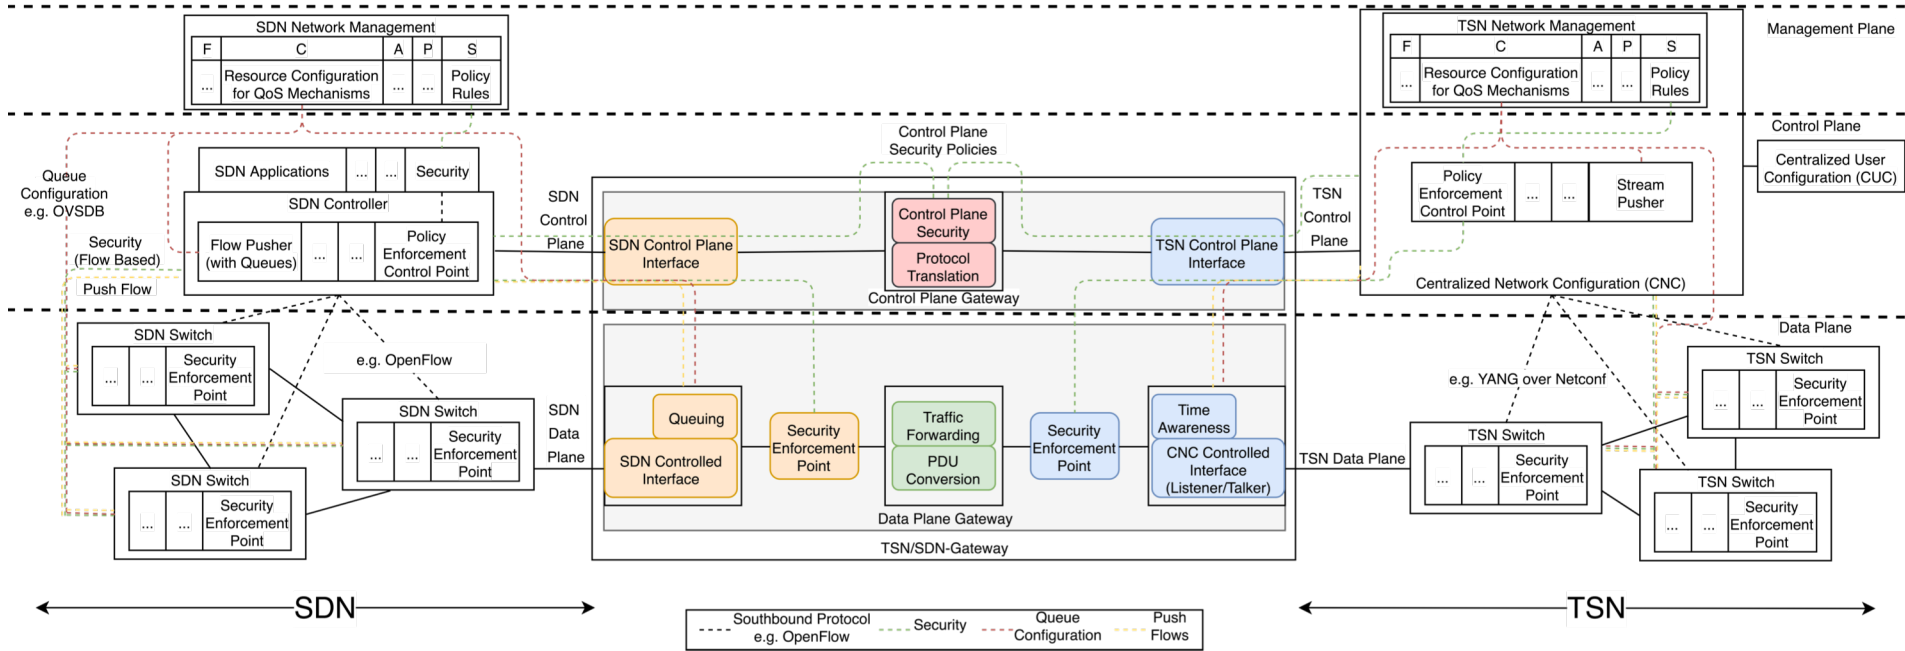 SDN Network Management
F C A P S
... Resource Configuration for QoS Mechanisms ... ... Policy Rules
TSN Network Management
F C A P S
... Resource Configuration for QoS Mechanisms ... ... Policy Rules
Management Plane
Control Plane
Centralized User
Configuration (CUC)
Queue
Configuration
e.g. OVSDB
Security
(Flow Based)
Push Flow
SDN Applications ... ... Security
SDN Controller
Flow Pusher
(with Queues)
... ...
Policy
Enforcement
Control Point
SDN
Control
Plane
Control Plane
Security Policies
SDN Control Plane
Interface
Control Plane
Security
Protocol
Translation
Control Plane Gateway
TSN Control Plane
Interface
TSN
Control
Plane
Policy
Enforcement
Control Point
... ...
Stream
Pusher
Centralized Network Configuration (CNC)
Data Plane
SDN Switch
... ...
Security
Enforcement
Point
e.g. OpenFlow
SDN Switch
... ...
Security
Enforcement
Point
SDN Switch
... ...
Security
Enforcement
Point
SDN
Data
Plane
Queuing
SDN Controlled
Interface
Security
Enforcement
Point
Traffic
Forwarding
PDU
Conversion
Security
Enforcement
Point
Time
Awareness
CNC Controlled
Interface
(Listener/Talker)
Data Plane Gateway
TSN/SDN-Gateway
TSN Data Plane
e.g. YANG over Netconf
TSN Switch
... ...
Security
Enforcement
Point
TSN Switch
... ...
Security
Enforcement
Point
TSN Switch
... ...
Security
Enforcement
Point
SDN
TSN
Southbound Protocol
e.g. OpenFlow
Security
Queue
Configuration
Push
Flows